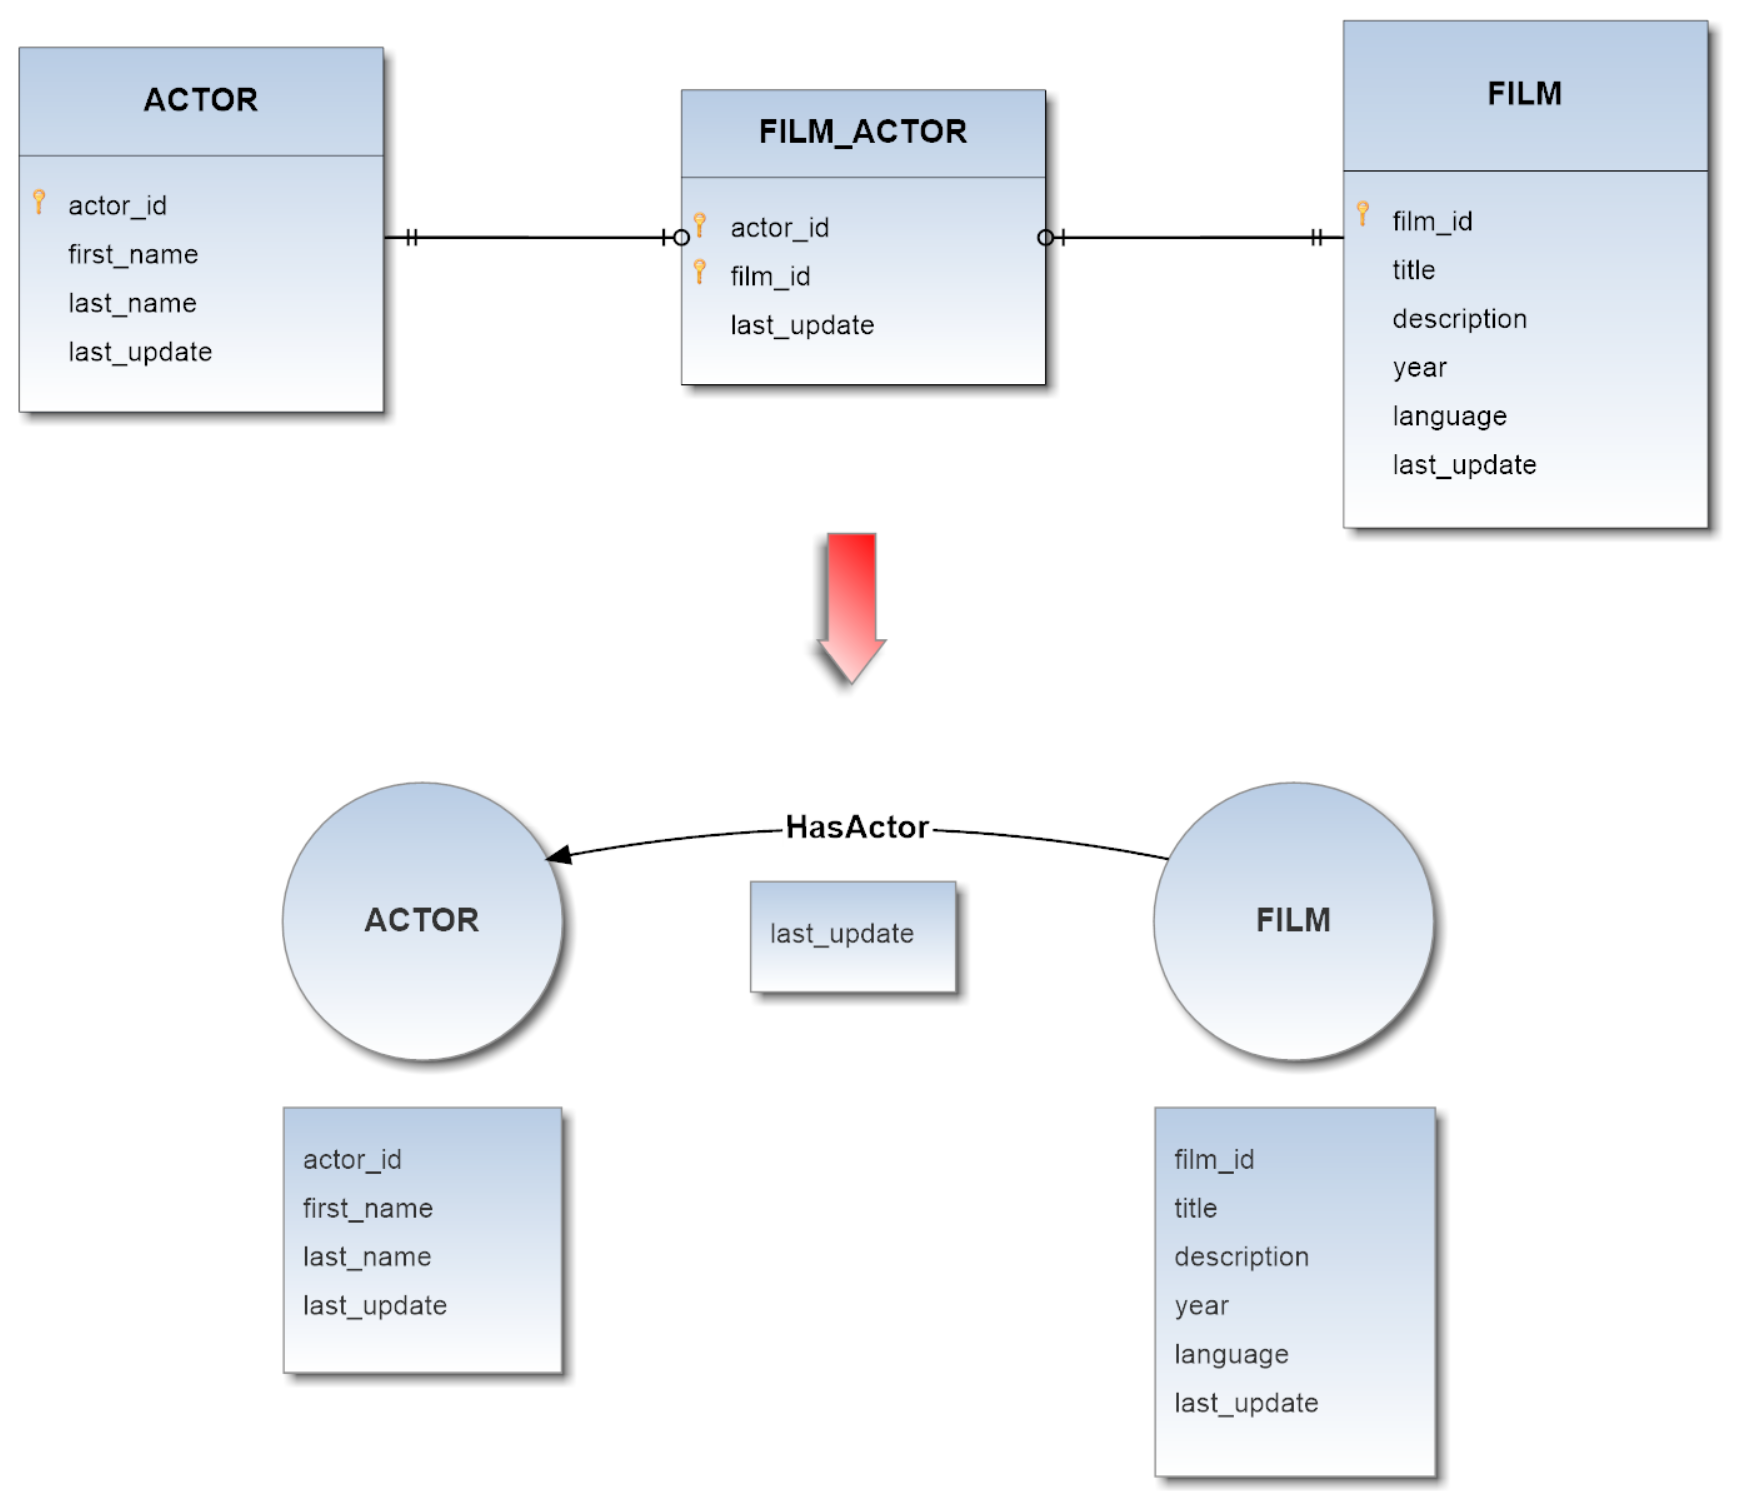 ACTOR
actor_id
first_name
last_name
last_update
FILM_ACTOR
actor_id
film_id
last_update
FILM
film_id
title
description
year
language
last_update
HasActor
last_update
ACTOR
actor_id
first_name
last_name
last_update
FILM
film_id
title
description
year
language
last_update